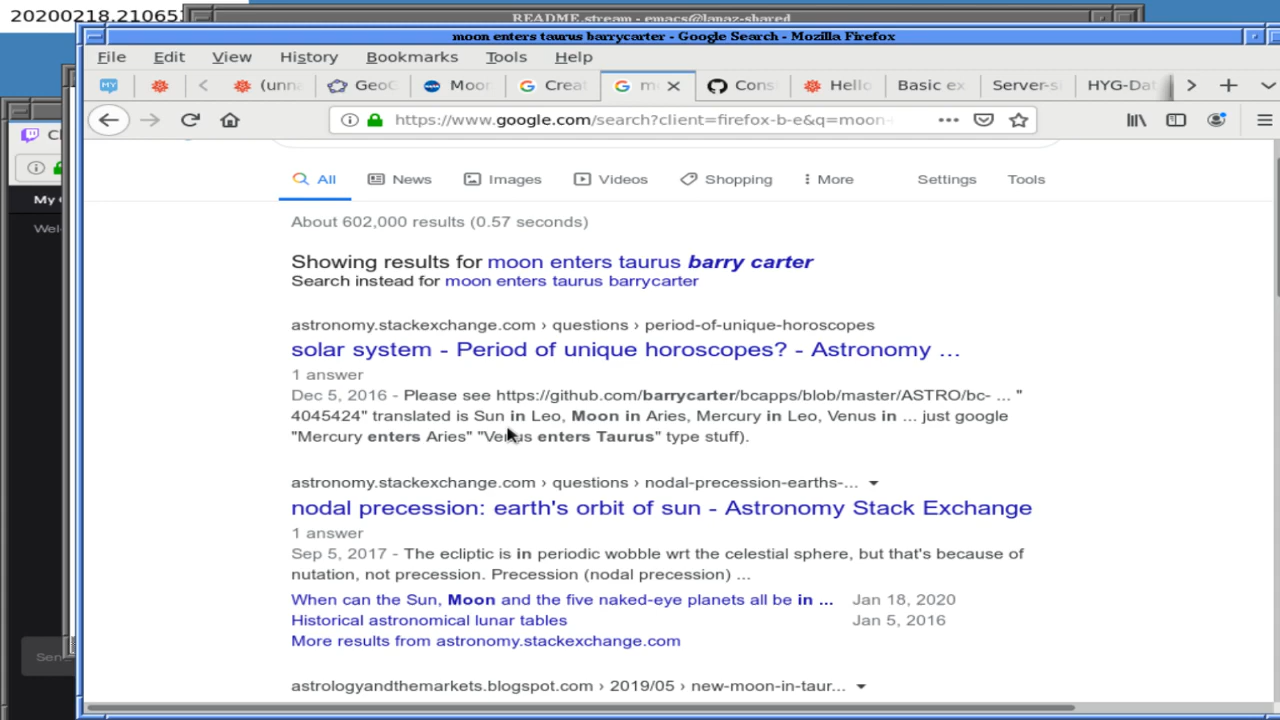 20200218.21065
README.stream - emacs@lapaz-shared
moon enters taurus barrycarter - Google Search - Mozilla Firefox
File Edit View History Bookmarks Tools Help
(unn GeoC Moon Creat m Cons Hello Basic ex Server-s HYG-Dat
https://www.google.com/search?client=firefox-b-e&q=moon-
All News Images Videos Shopping More Settings Tools
My
Wel
About 602,000 results (0.57 seconds)
Showing results for moon enters taurus barry carter
Search instead for moon enters taurus barrycarter
astronomy.stackexchange.com › questions › period-of-unique-horoscopes
solar system - Period of unique horoscopes? - Astronomy ...
1 answer
Dec 5, 2016 - Please see https://github.com/barrycarter/bcapps/blob/master/ASTRO/bc- ... "
4045424" translated is Sun in Leo, Moon in Aries, Mercury in Leo, Venus in ... just google
"Mercury enters Aries" "Venus enters Taurus" type stuff).
astronomy.stackexchange.com › questions › nodal-precession-earths-...
nodal precession: earth's orbit of sun - Astronomy Stack Exchange
1 answer
Sep 5, 2017 - The ecliptic is in periodic wobble wrt the celestial sphere, but that's because of
nutation, not precession. Precession (nodal precession) ...
When can the Sun, Moon and the five naked-eye planets all be in ... Jan 18, 2020
Historical astronomical lunar tables Jan 5, 2016
More results from astronomy.stackexchange.com
Sen
astrologyandthemarkets.blogspot.com › 2019/05 › new-moon-in-taur...